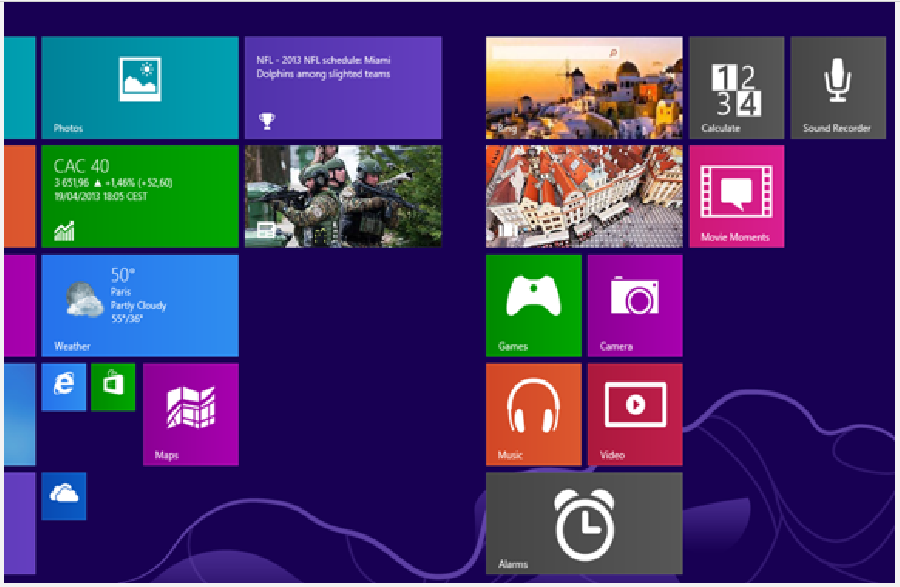 Photos
NFL - 2013 NFL schedule: Miami
Dolphins among slighted teams
CAC 40
3 651,96 ▲ +1,46% (+52,60)
19/04/2013 18:05 CEST
50°
Paris
Partly Cloudy
55°/36°
Weather
Maps
Bing
1 2
3 4
Calculate
Sound Recorder
Movie Moments
Games
Camera
Music
Video
Alarms